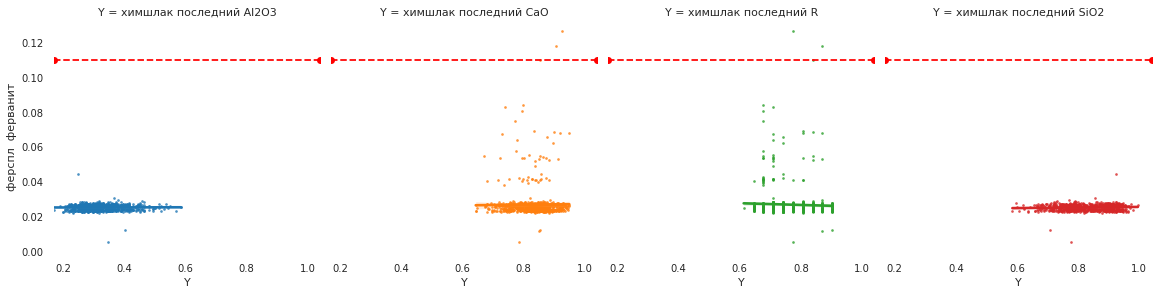 Y = химшлак последний Al2O3
Y = химшлак последний CaO
Y = химшлак последний R
Y = химшлак последний SiO2
ферспл ферванит
0.12
0.10
0.08
0.06
0.04
0.02
0.00
0.2 0.4 0.6 0.8 1.0
0.2 0.4 0.6 0.8 1.0
0.2 0.4 0.6 0.8 1.0
0.2 0.4 0.6 0.8 1.0
Y
Y
Y
Y